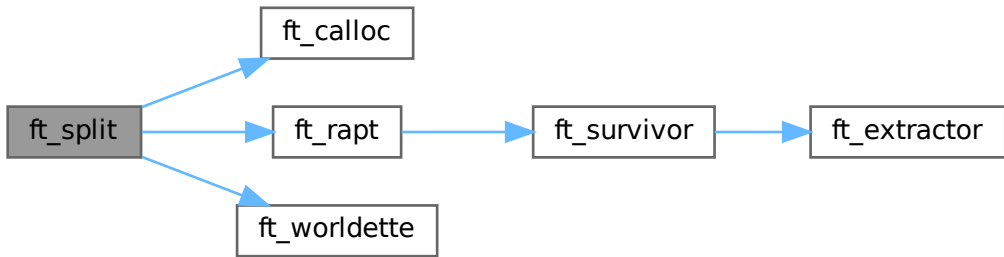 ft_calloc
ft_split
ft_rapt
ft_survivor
ft_extractor
ft_worldette